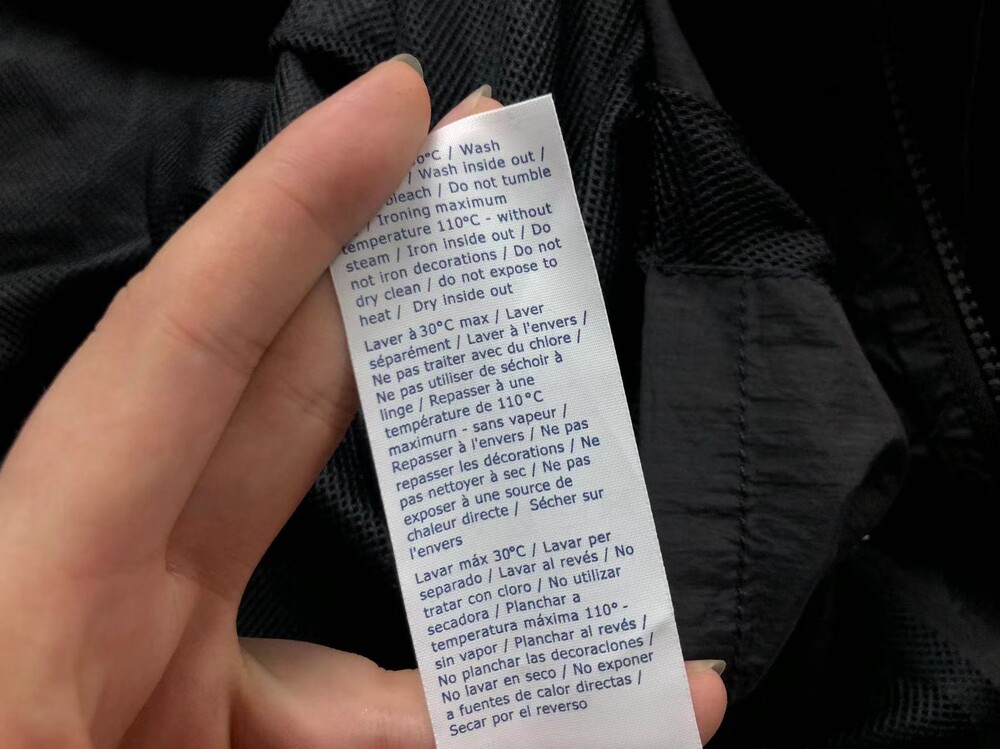 / Wash
/ Wash inside out /
bleach / Do not tumble
/ Ironing maximum
temperature 110°C - without
steam / Iron inside out / Do
not iron decorations / Do not
dry clean / do not expose to
heat / Dry inside out
Laver à 30°C max / Laver
séparément / Laver à l'envers /
Ne pas traiter avec du chlore /
Ne pas utiliser de séchoir à
linge / Repasser à une
température de 110°C
maximurn - sans vapeur /
Repasser à l'envers / Ne pas
repasser les décorations / Ne
pas nettoyer à sec / Ne pas
exposer à une source de
chaleur directe / Sécher sur
l'envers
Lavar máx 30°C / Lavar per
separado / Lavar al revés / No
tratar con cloro / No utilizar
secadora / Planchar a
temperatura máxima 110° -
sin vapor / Planchar al revés /
No planchar las decoraclones /
No lavar en seco / No exponer
a fuentes de calor directas /
Secar por el reverso